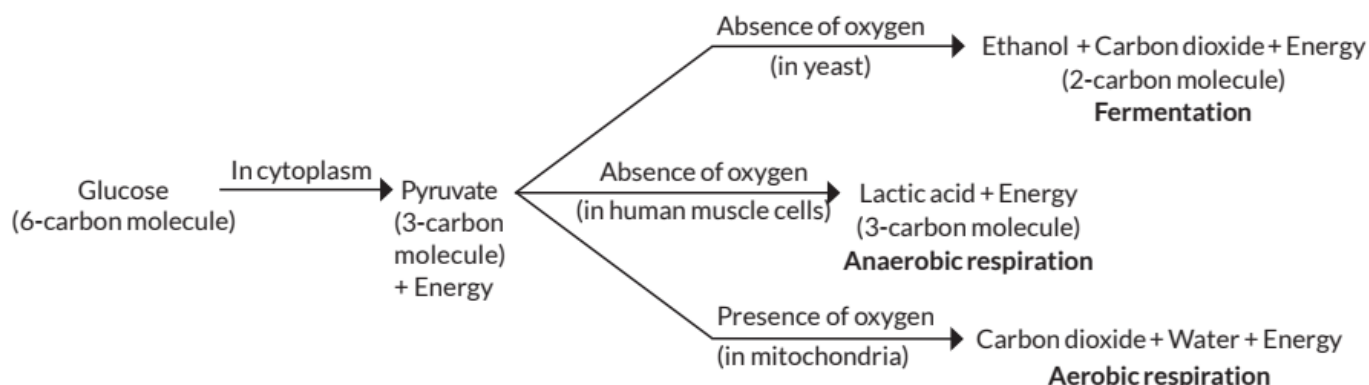 Glucose
(6-carbon molecule)
In cytoplasm
Pyruvate
(3-carbon
molecule)
+ Energy
Absence of oxygen
(in yeast)
Ethanol + Carbon dioxide + Energy
(2-carbon molecule)
Fermentation
Absence of oxygen
(in human muscle cells)
Lactic acid + Energy
(3-carbon molecule)
Anaerobic respiration
Presence of oxygen
(in mitochondria)
Carbon dioxide + Water + Energy
Aerobic respiration